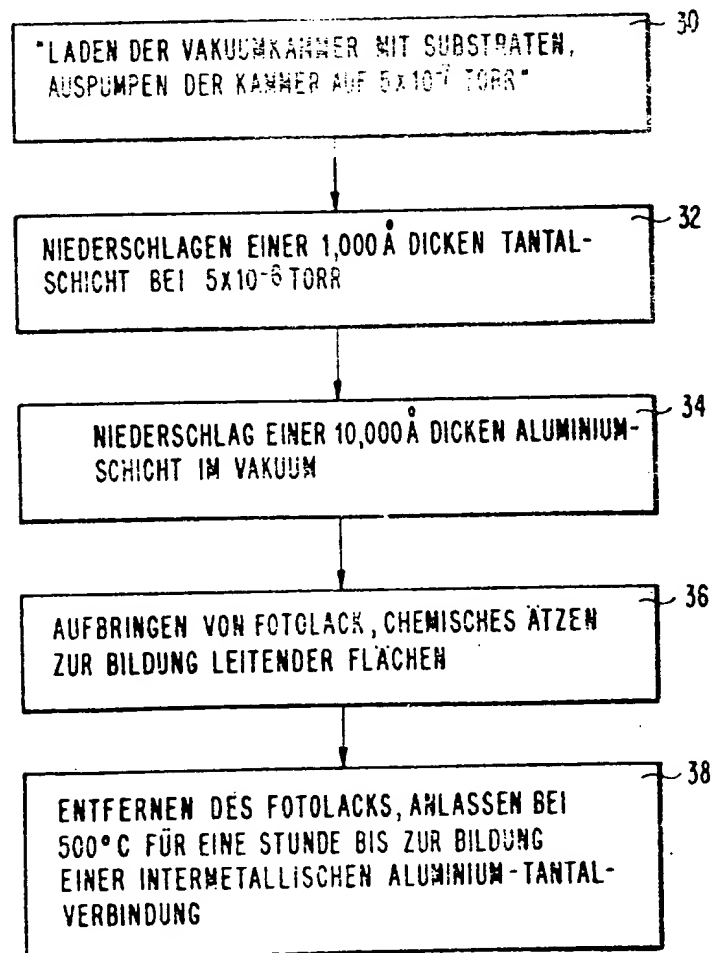 30
"LADEN DER VAKUUMKAMMER MIT SUBSTRATEN,
AUSPUMPEN DER KAMMER AUF 5x10⁻⁷ TORR"
32
NIEDERSCHLAGEN EINER 1,000 Å DICKEN TANTAL-
SCHICHT BEI 5X10⁻⁶ TORR
34
NIEDERSCHLAG EINER 10,000 Å DICKEN ALUMINIUM-
SCHICHT IM VAKUUM
36
AUFBRINGEN VON FOTOLACK, CHEMISCHES ÄTZEN
ZUR BILDUNG LEITENDER FLÄCHEN
38
ENTFERNEN DES FOTOLACKS, ANLASSEN BEI
500°C FÜR EINE STUNDE BIS ZUR BILDUNG
EINER INTERMETALLISCHEN ALUMINIUM-TANTAL-
VERBINDUNG